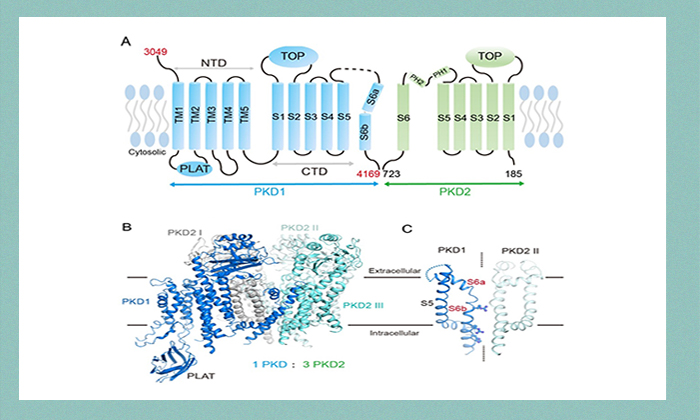 A
3049
NTD
TOP
TOP
PH2
PH1
TM1
TM2
TM3
TM4
TM5
S1
S2
S3
S4
S5
S6a
S6b
S6
S5
S4
S3
S2
S1
Cytosolic
PLAT
CTD
4169
723
185
PKD1
PKD2
B
PKD2 I
PKD2 II
C
PKD1
PKD2 II
Extracellular
S6a
PKD1
PKD2 III
S5
S6b
Intracellular
PLAT
1 PKD : 3 PKD2